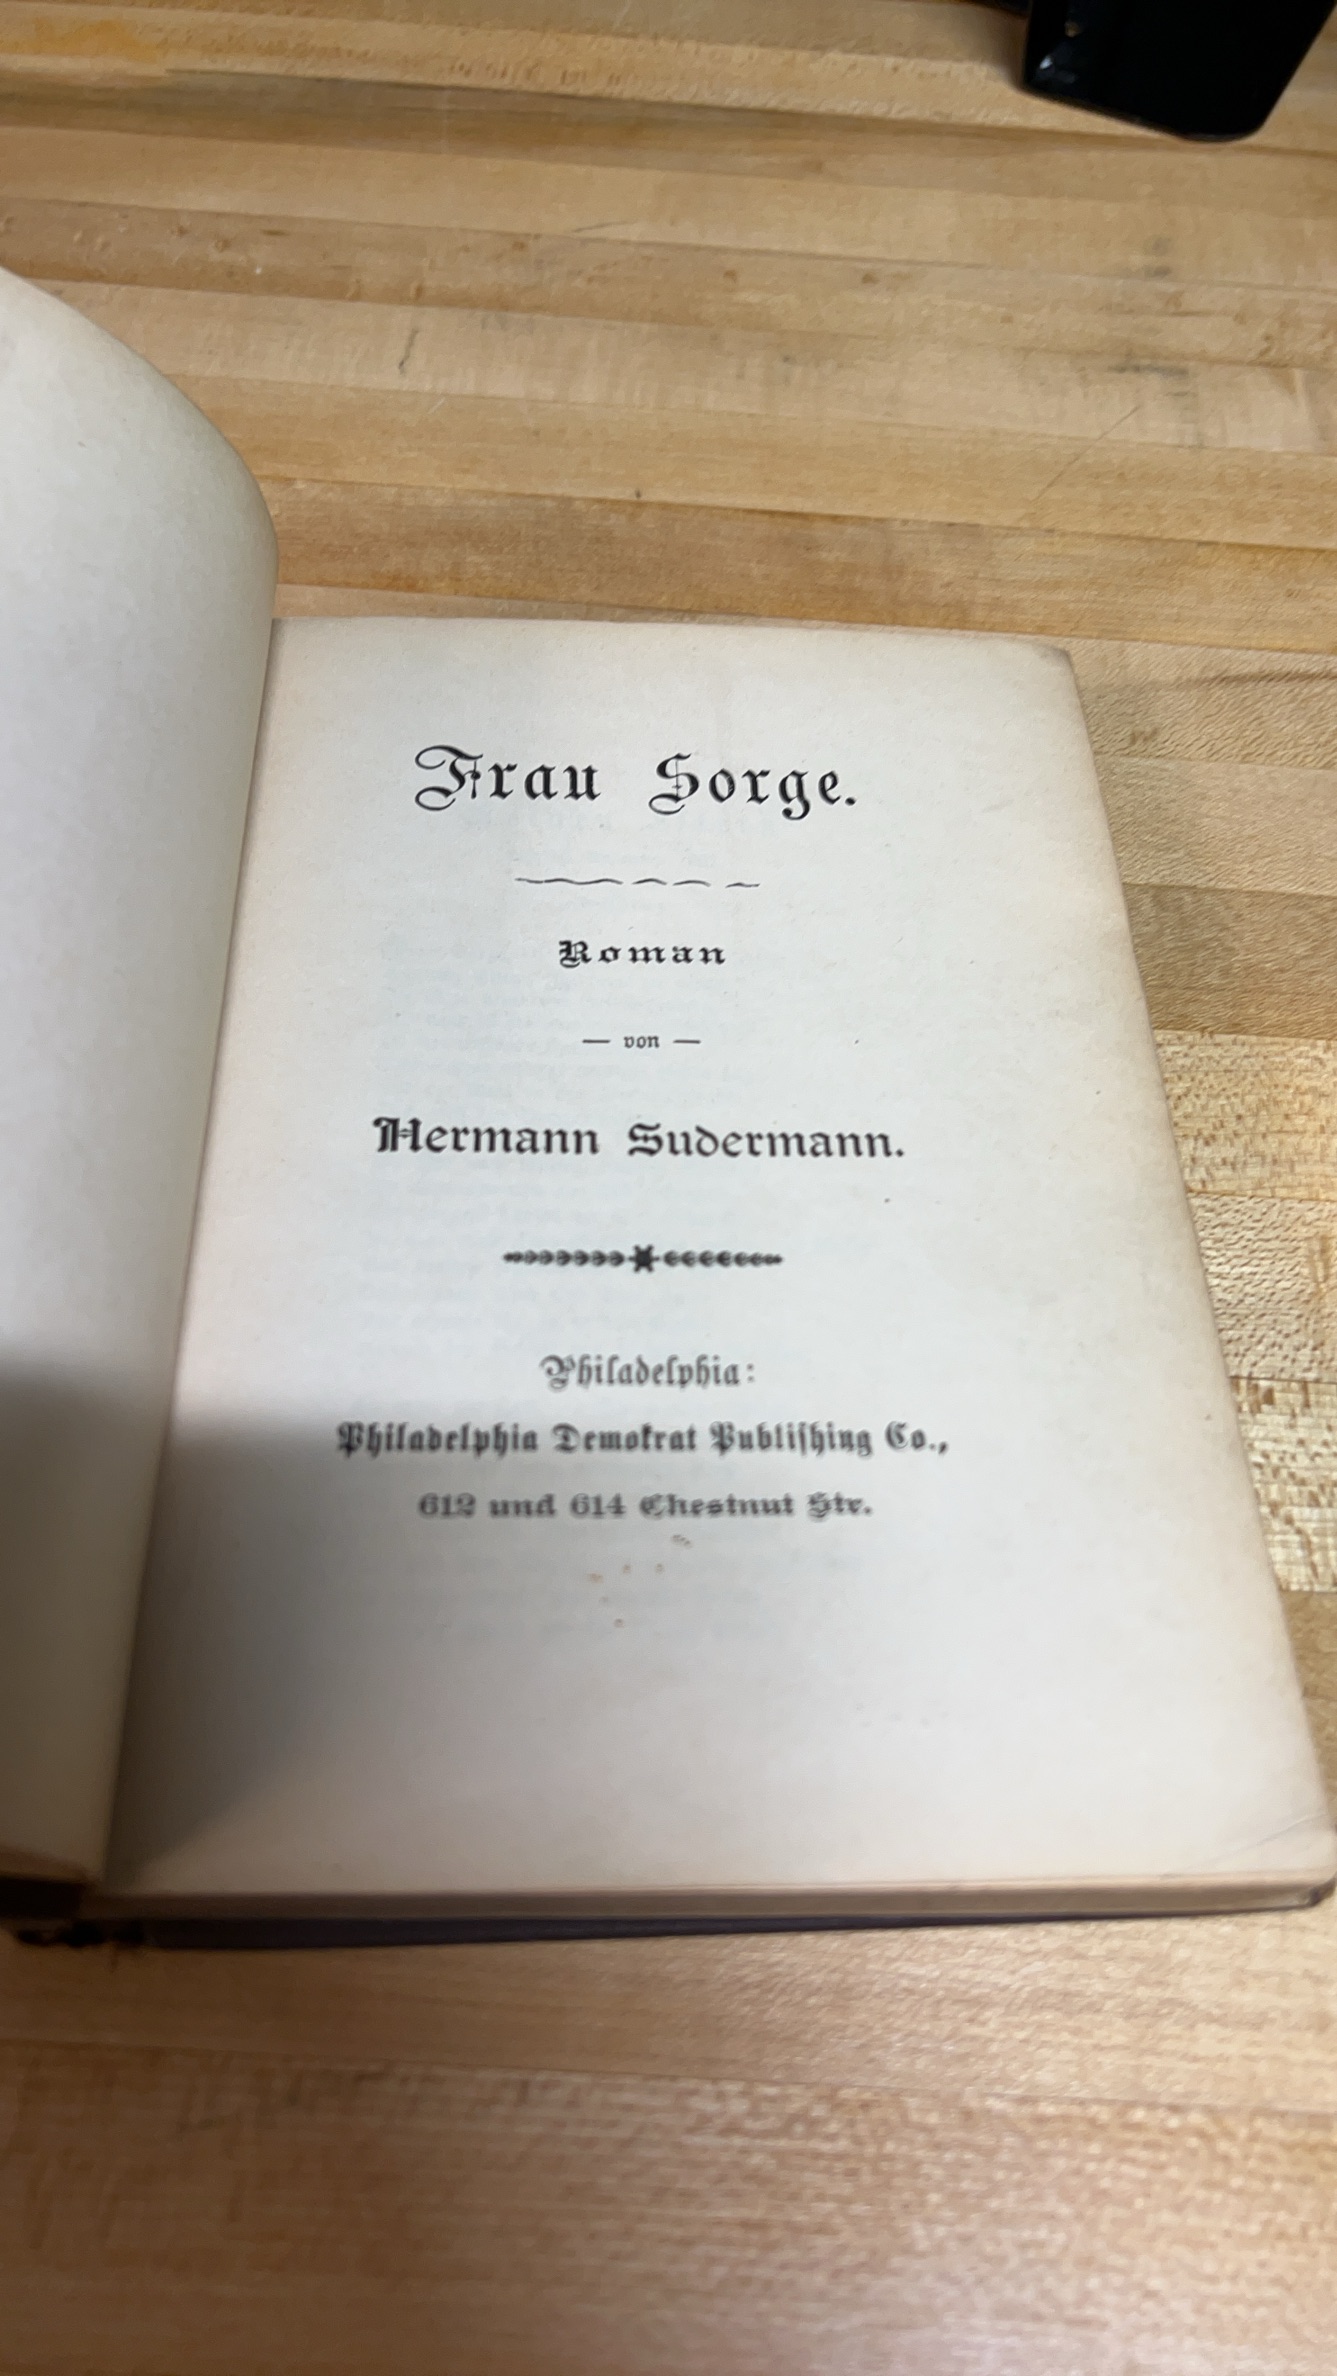 Frau Sorge.
Roman
— von —
Hermann Sudermann.
Philadelphia:
Philadelphia Demokrat Publishing Co.,
612 und 614 Chestnut Str.